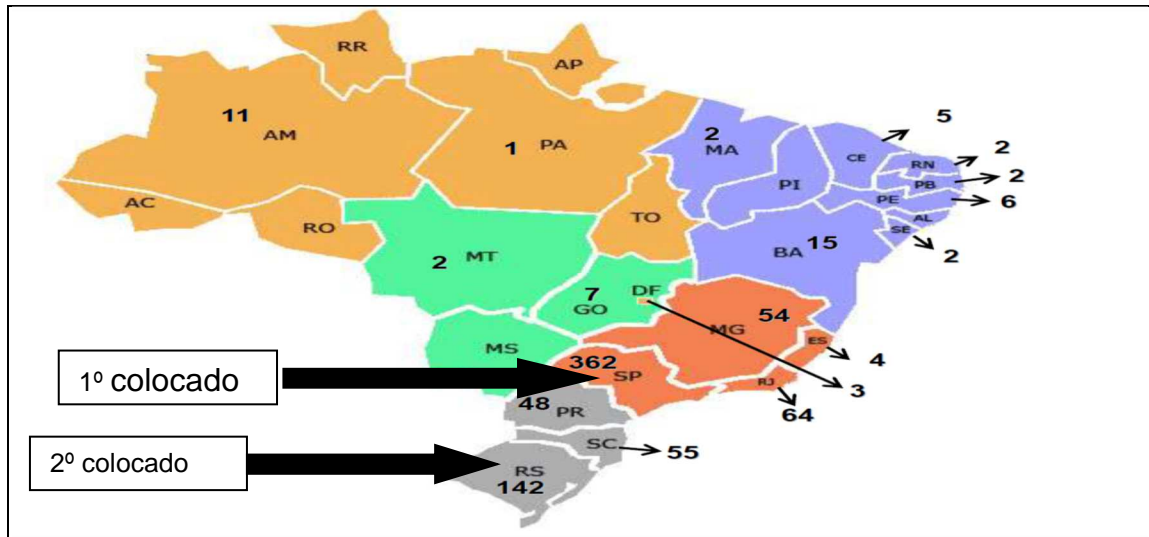 RR
AP
11
AM
1 PA
2
MA
5
CE
RN
2
PB
2
PI
PE
6
AL
SE
2
AC
RO
TO
BA 15
2 MT
7
DF
GO
54
MG
ES
4
MS
362
SP
3
RJ
64
1º colocado
48
PR
SC
55
2º colocado
RS
142